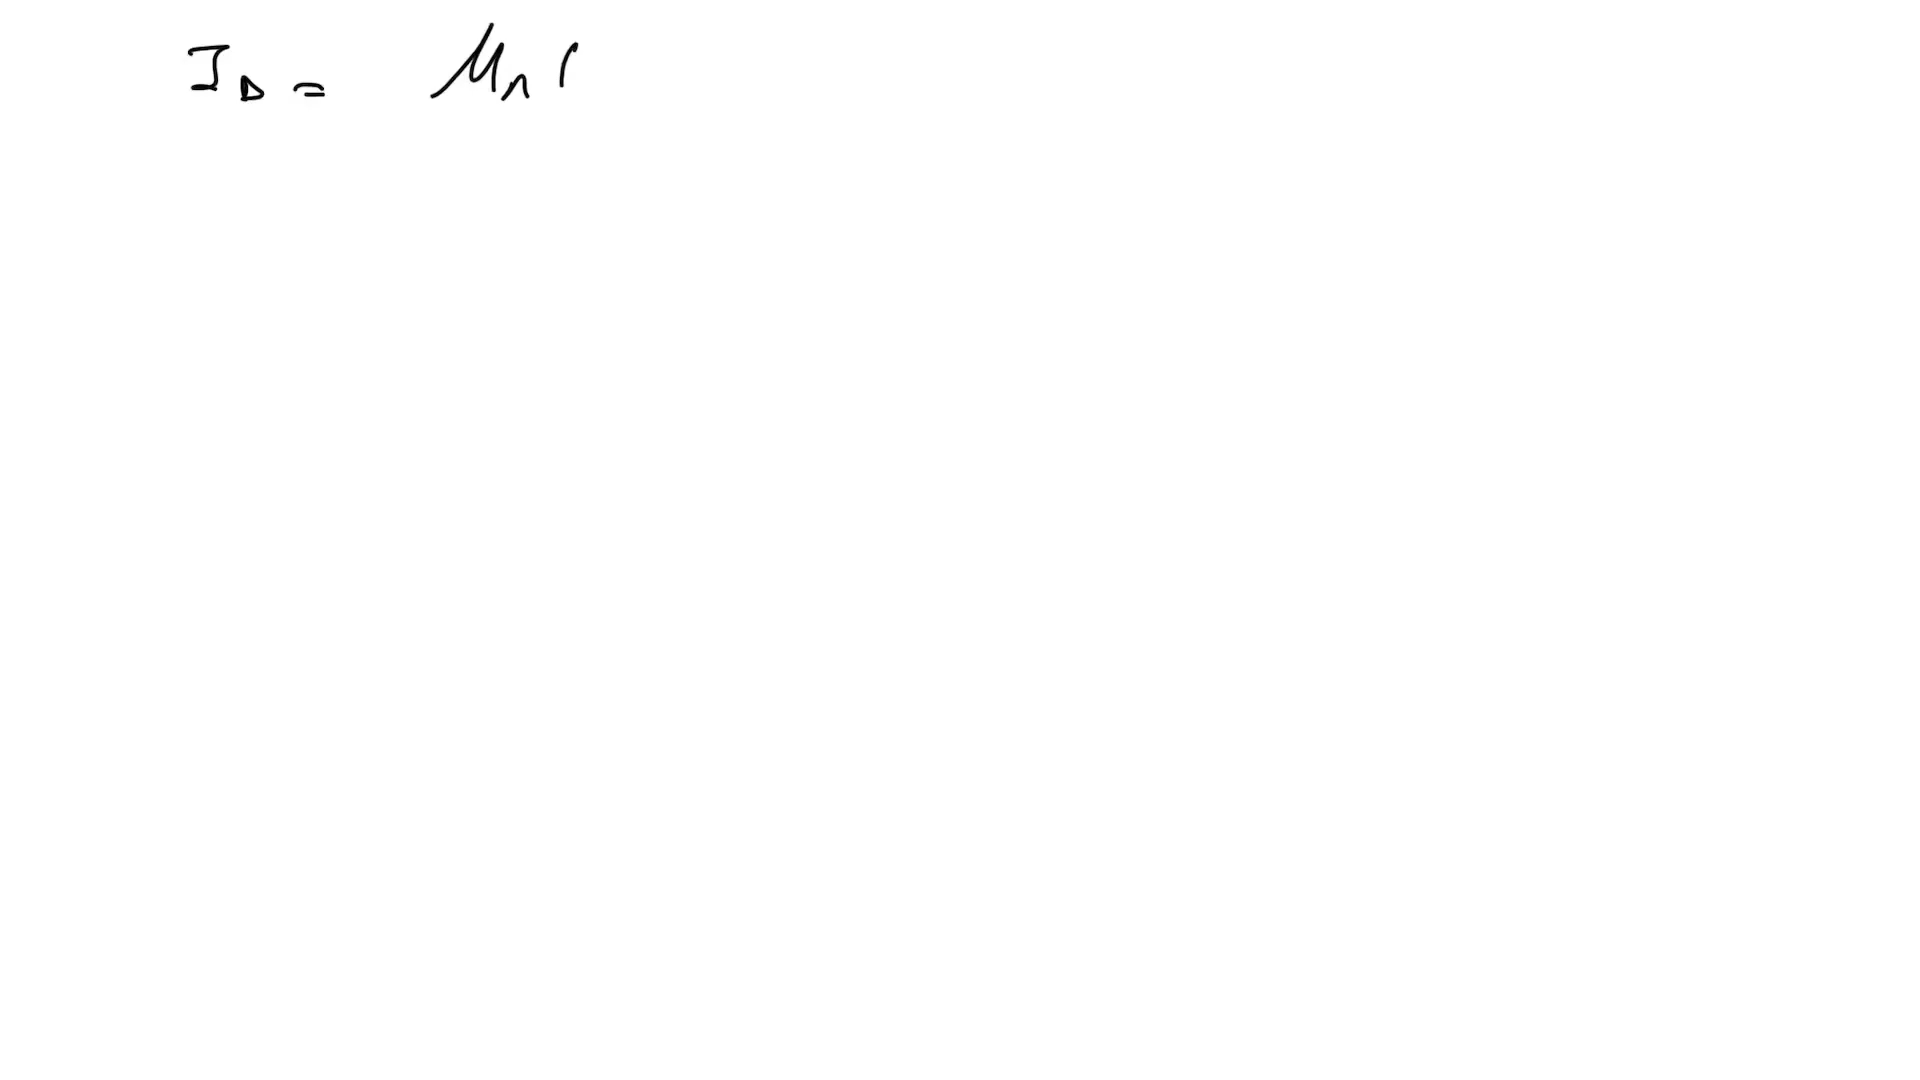 I_D = μ_n